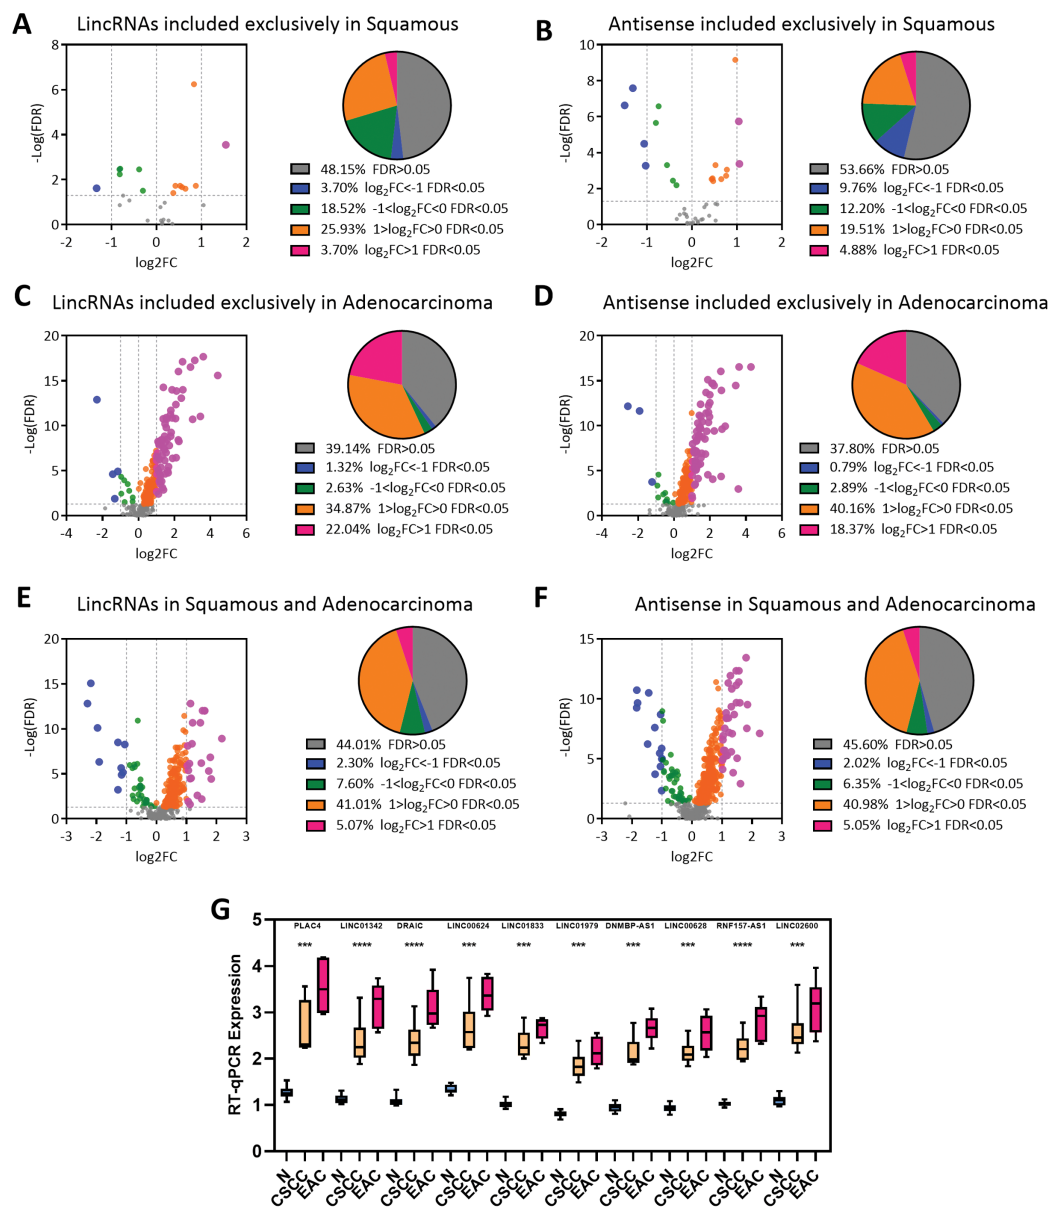 A LincRNAs included exclusively in Squamous
8
6
4
2
0
-Log(FDR)
-2 -1 0 1 2
log2FC
48.15% FDR>0.05
3.70% log2FC<-1 FDR<0.05
18.52% -1<log2FC<0 FDR<0.05
25.93% 1>log2FC>0 FDR<0.05
3.70% log2FC>1 FDR<0.05
B Antisense included exclusively in Squamous
10
8
6
4
2
0
-Log(FDR)
-2 -1 0 1 2
log2FC
53.66% FDR>0.05
9.76% log2FC<-1 FDR<0.05
12.20% -1<log2FC<0 FDR<0.05
19.51% 1>log2FC>0 FDR<0.05
4.88% log2FC>1 FDR<0.05
C LincRNAs included exclusively in Adenocarcinoma
20
15
10
5
0
-Log(FDR)
-4 -2 0 2 4 6
log2FC
39.14% FDR>0.05
1.32% log2FC<-1 FDR<0.05
2.63% -1<log2FC<0 FDR<0.05
34.87% 1>log2FC>0 FDR<0.05
22.04% log2FC>1 FDR<0.05
D Antisense included exclusively in Adenocarcinoma
20
15
10
5
0
-Log(FDR)
-4 -2 0 2 4 6
log2FC
37.80% FDR>0.05
0.79% log2FC<-1 FDR<0.05
2.89% -1<log2FC<0 FDR<0.05
40.16% 1>log2FC>0 FDR<0.05
18.37% log2FC>1 FDR<0.05
E LincRNAs in Squamous and Adenocarcinoma
20
15
10
5
0
-Log(FDR)
-3 -2 -1 0 1 2 3
log2FC
44.01% FDR>0.05
2.30% log2FC<-1 FDR<0.05
7.60% -1<log2FC<0 FDR<0.05
41.01% 1>log2FC>0 FDR<0.05
5.07% log2FC>1 FDR<0.05
F Antisense in Squamous and Adenocarcinoma
15
10
5
0
-Log(FDR)
-3 -2 -1 0 1 2 3
log2FC
45.60% FDR>0.05
2.02% log2FC<-1 FDR<0.05
6.35% -1<log2FC<0 FDR<0.05
40.98% 1>log2FC>0 FDR<0.05
5.05% log2FC>1 FDR<0.05
G
5
4
3
2
1
0
RT-qPCR Expression
PLAC4 LINC01342 DRAIC LINC00624 LINC01833 LINC01979 DNMBP-AS1 LINC00628 RNF157-AS1 LINC02600
*** **** **** *** *** *** *** *** **** ***
N CSCC EAC N CSCC EAC N CSCC EAC N CSCC EAC N CSCC EAC N CSCC EAC N CSCC EAC N CSCC EAC N CSCC EAC N CSCC EAC